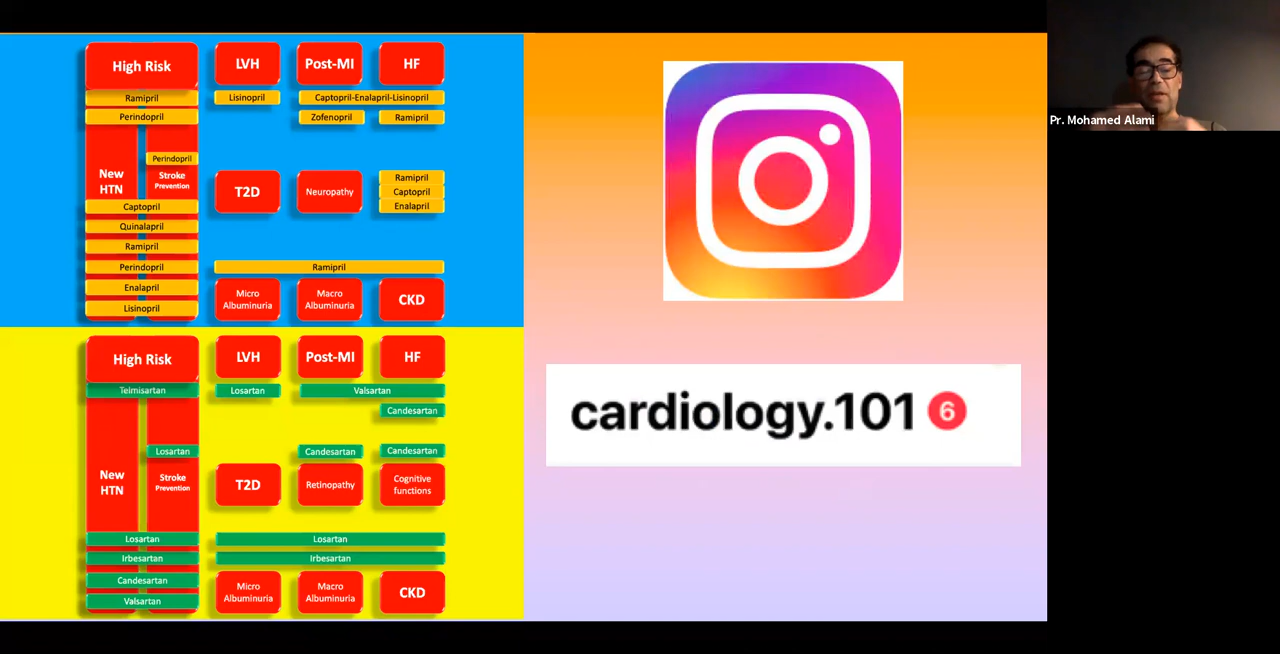 High Risk
LVH
Post-MI
HF
Ramipril
Lisinopril
Captopril-Enalapril-Lisinopril
Perindopril
Zofenopril
Ramipril
Perindopril
New
HTN
Stroke
Prevention
T2D
Neuropathy
Ramipril
Captopril
Enalapril
Captopril
Quinalapril
Ramipril
Perindopril
Ramipril
Enalapril
Lisinopril
Micro
Albuminuria
Macro
Albuminuria
CKD
High Risk
LVH
Post-MI
HF
Telmisartan
Losartan
Valsartan
Candesartan
Losartan
Candesartan
Candesartan
New
HTN
Stroke
Prevention
T2D
Retinopathy
Cognitive
functions
Losartan
Losartan
Irbesartan
Irbesartan
Candesartan
Valsartan
Micro
Albuminuria
Macro
Albuminuria
CKD
cardiology.101 6
Pr. Mohamed Alami